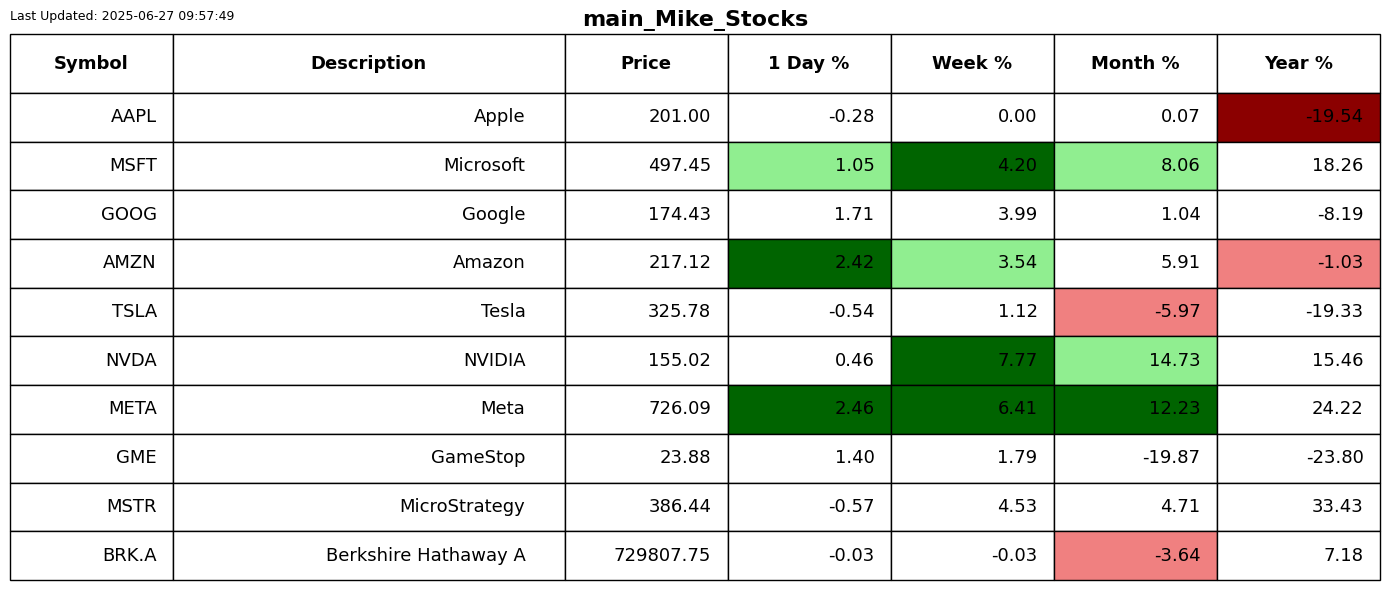 Last Updated: 2025-06-27 09:57:49
main_Mike_Stocks
Symbol Description Price 1 Day % Week % Month % Year %
AAPL Apple 201.00 -0.28 0.00 0.07 -19.54
MSFT Microsoft 497.45 1.05 4.20 8.06 18.26
GOOG Google 174.43 1.71 3.99 1.04 -8.19
AMZN Amazon 217.12 2.42 3.54 5.91 -1.03
TSLA Tesla 325.78 -0.54 1.12 -5.97 -19.33
NVDA NVIDIA 155.02 0.46 7.77 14.73 15.46
META Meta 726.09 2.46 6.41 12.23 24.22
GME GameStop 23.88 1.40 1.79 -19.87 -23.80
MSTR MicroStrategy 386.44 -0.57 4.53 4.71 33.43
BRK.A Berkshire Hathaway A 729807.75 -0.03 -0.03 -3.64 7.18